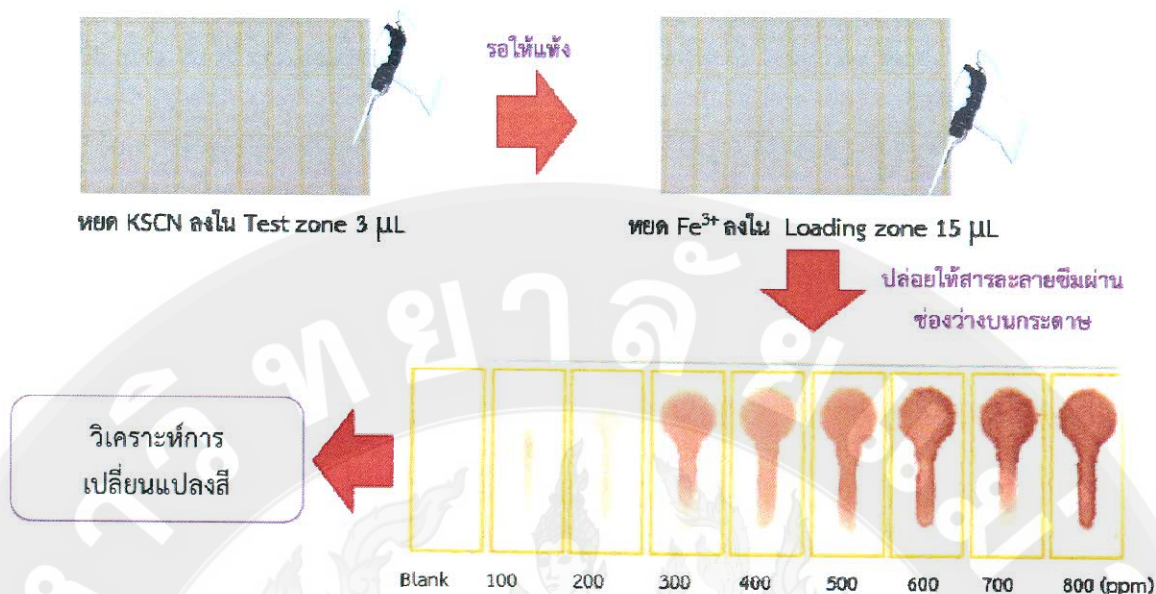 รอให้แห้ง
หยด KSCN ลงใน Test zone 3 μL
หยด Fe³⁺ ลงใน Loading zone 15 μL
ปล่อยให้สารละลายซึมผ่าน
ช่องว่างบนกระดาษ
วิเคราะห์การ
เปลี่ยนแปลงสี
Blank 100 200 300 400 500 600 700 800 (ppm)